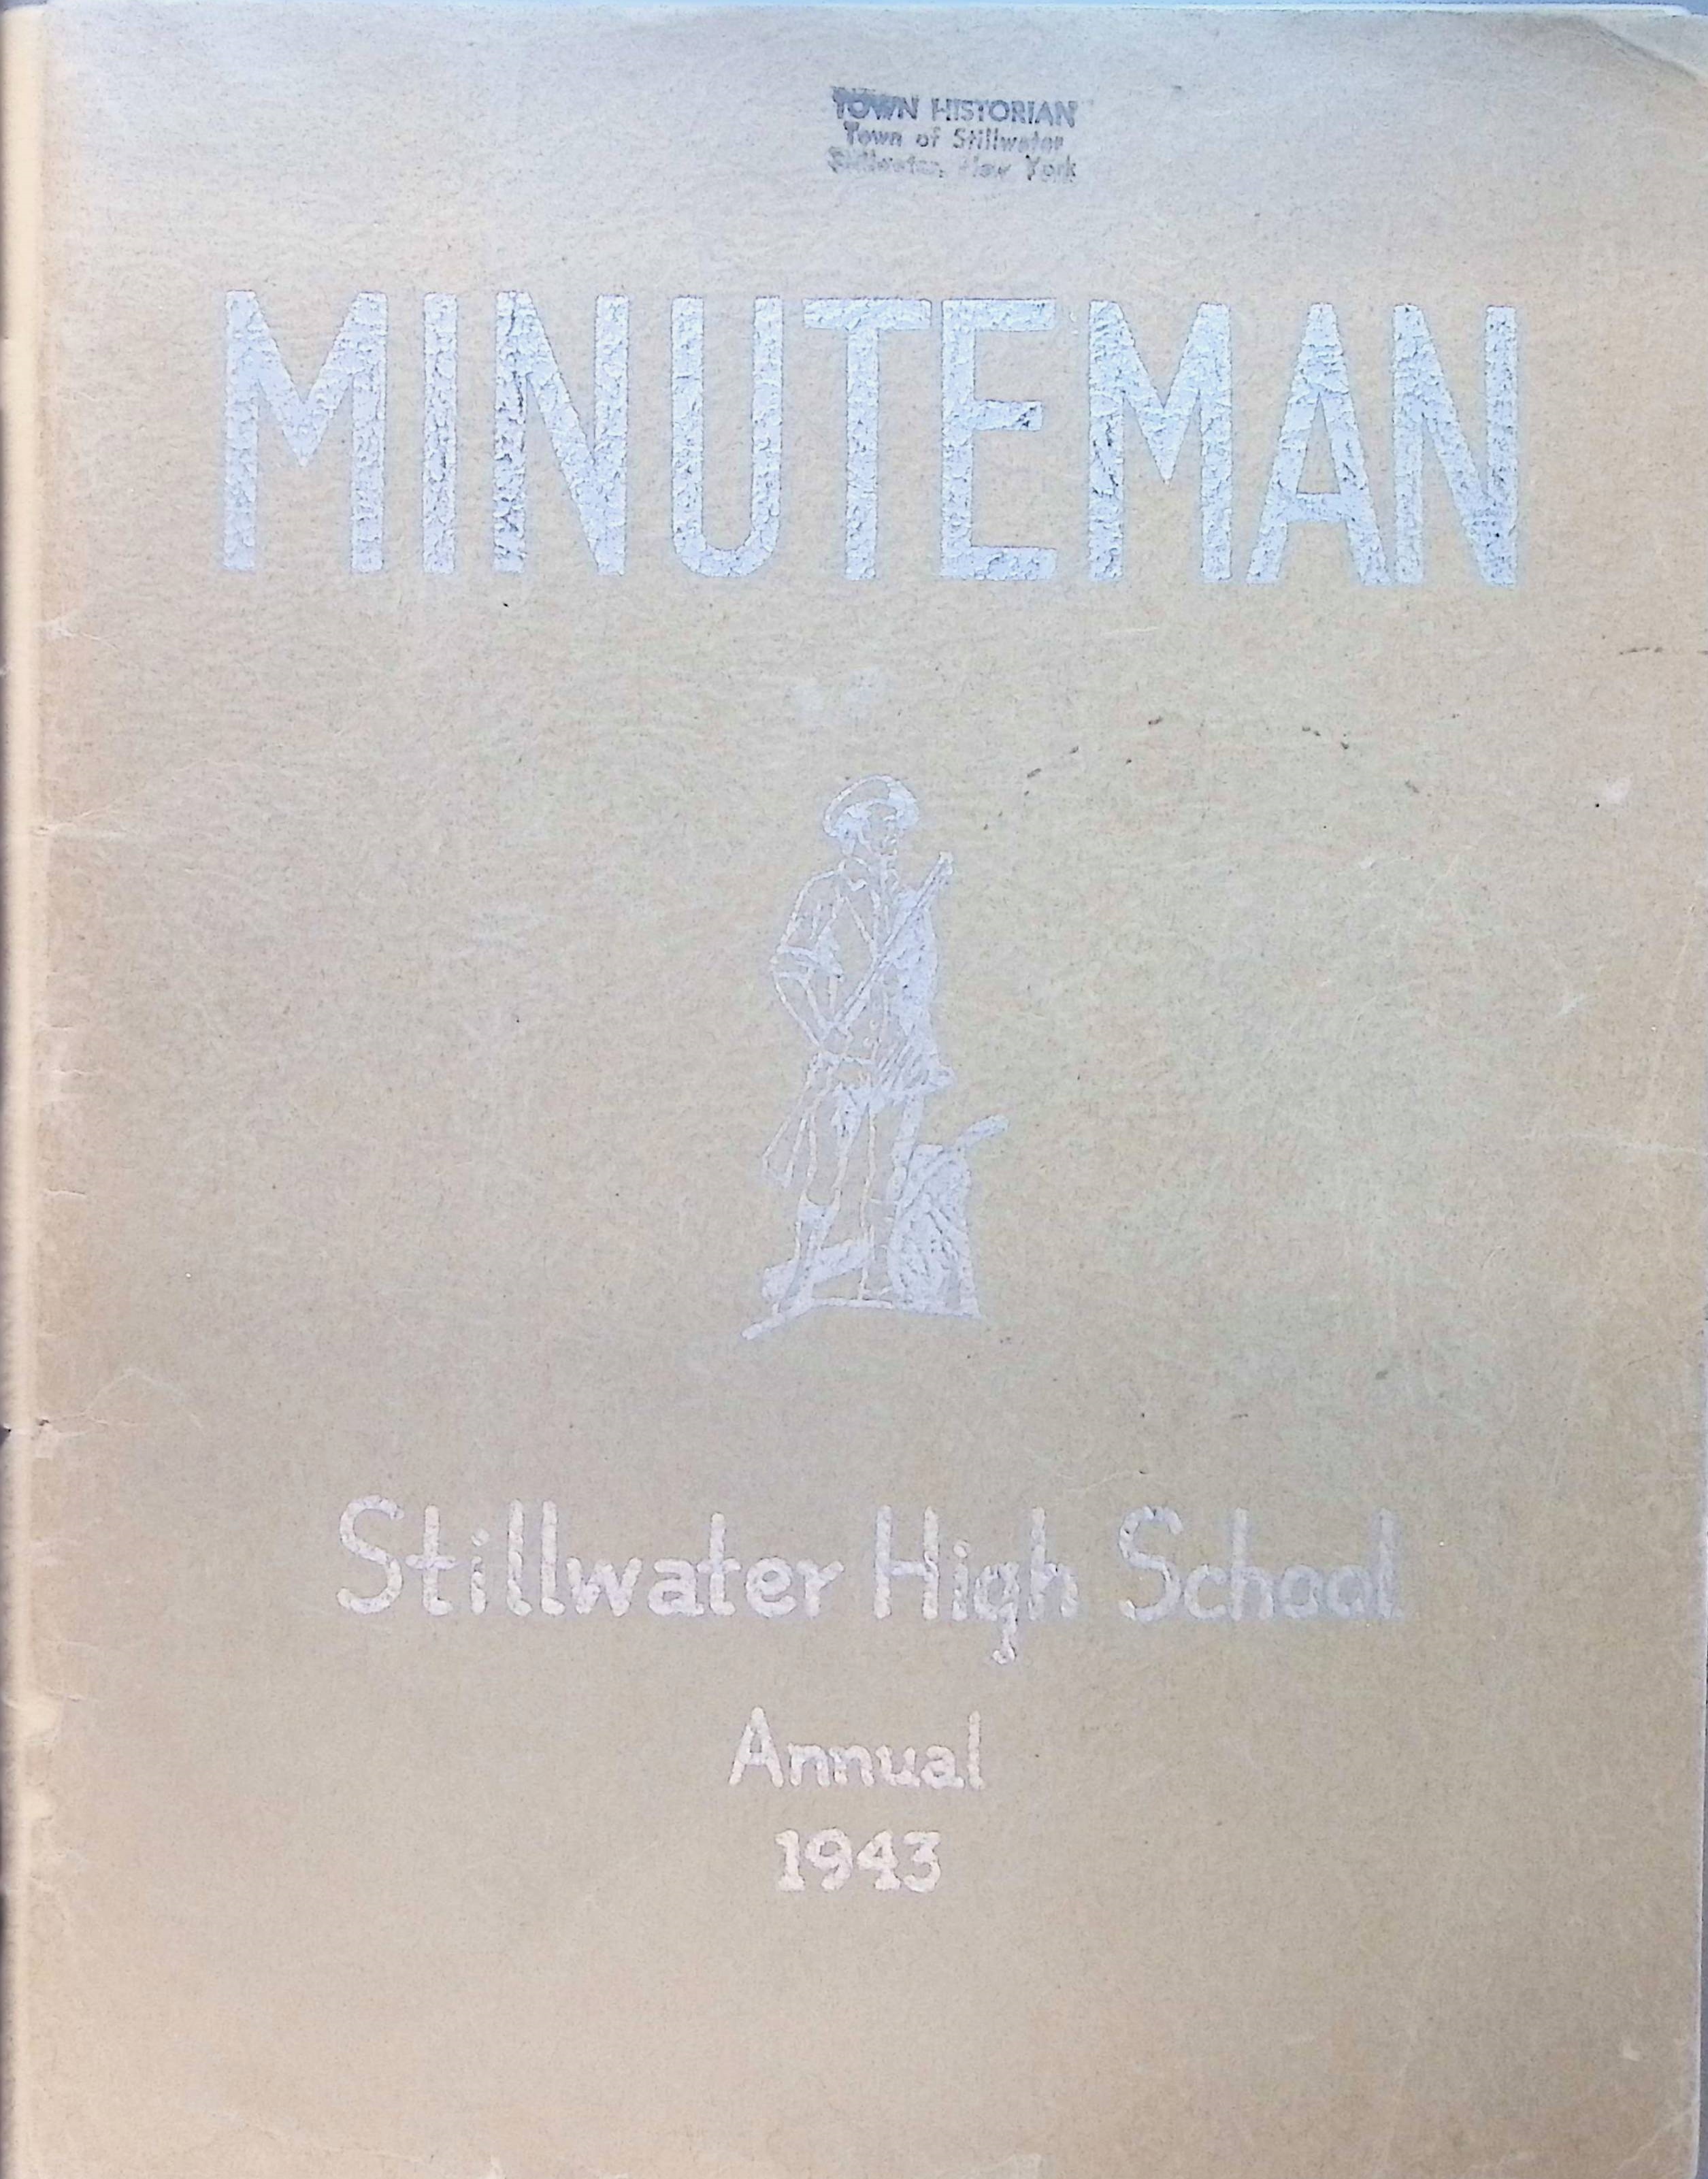 TOWN HISTORIAN
Town of Stillwater
Stillwater, New York
MINUTEMAN
Stillwater High School
Annual
1943